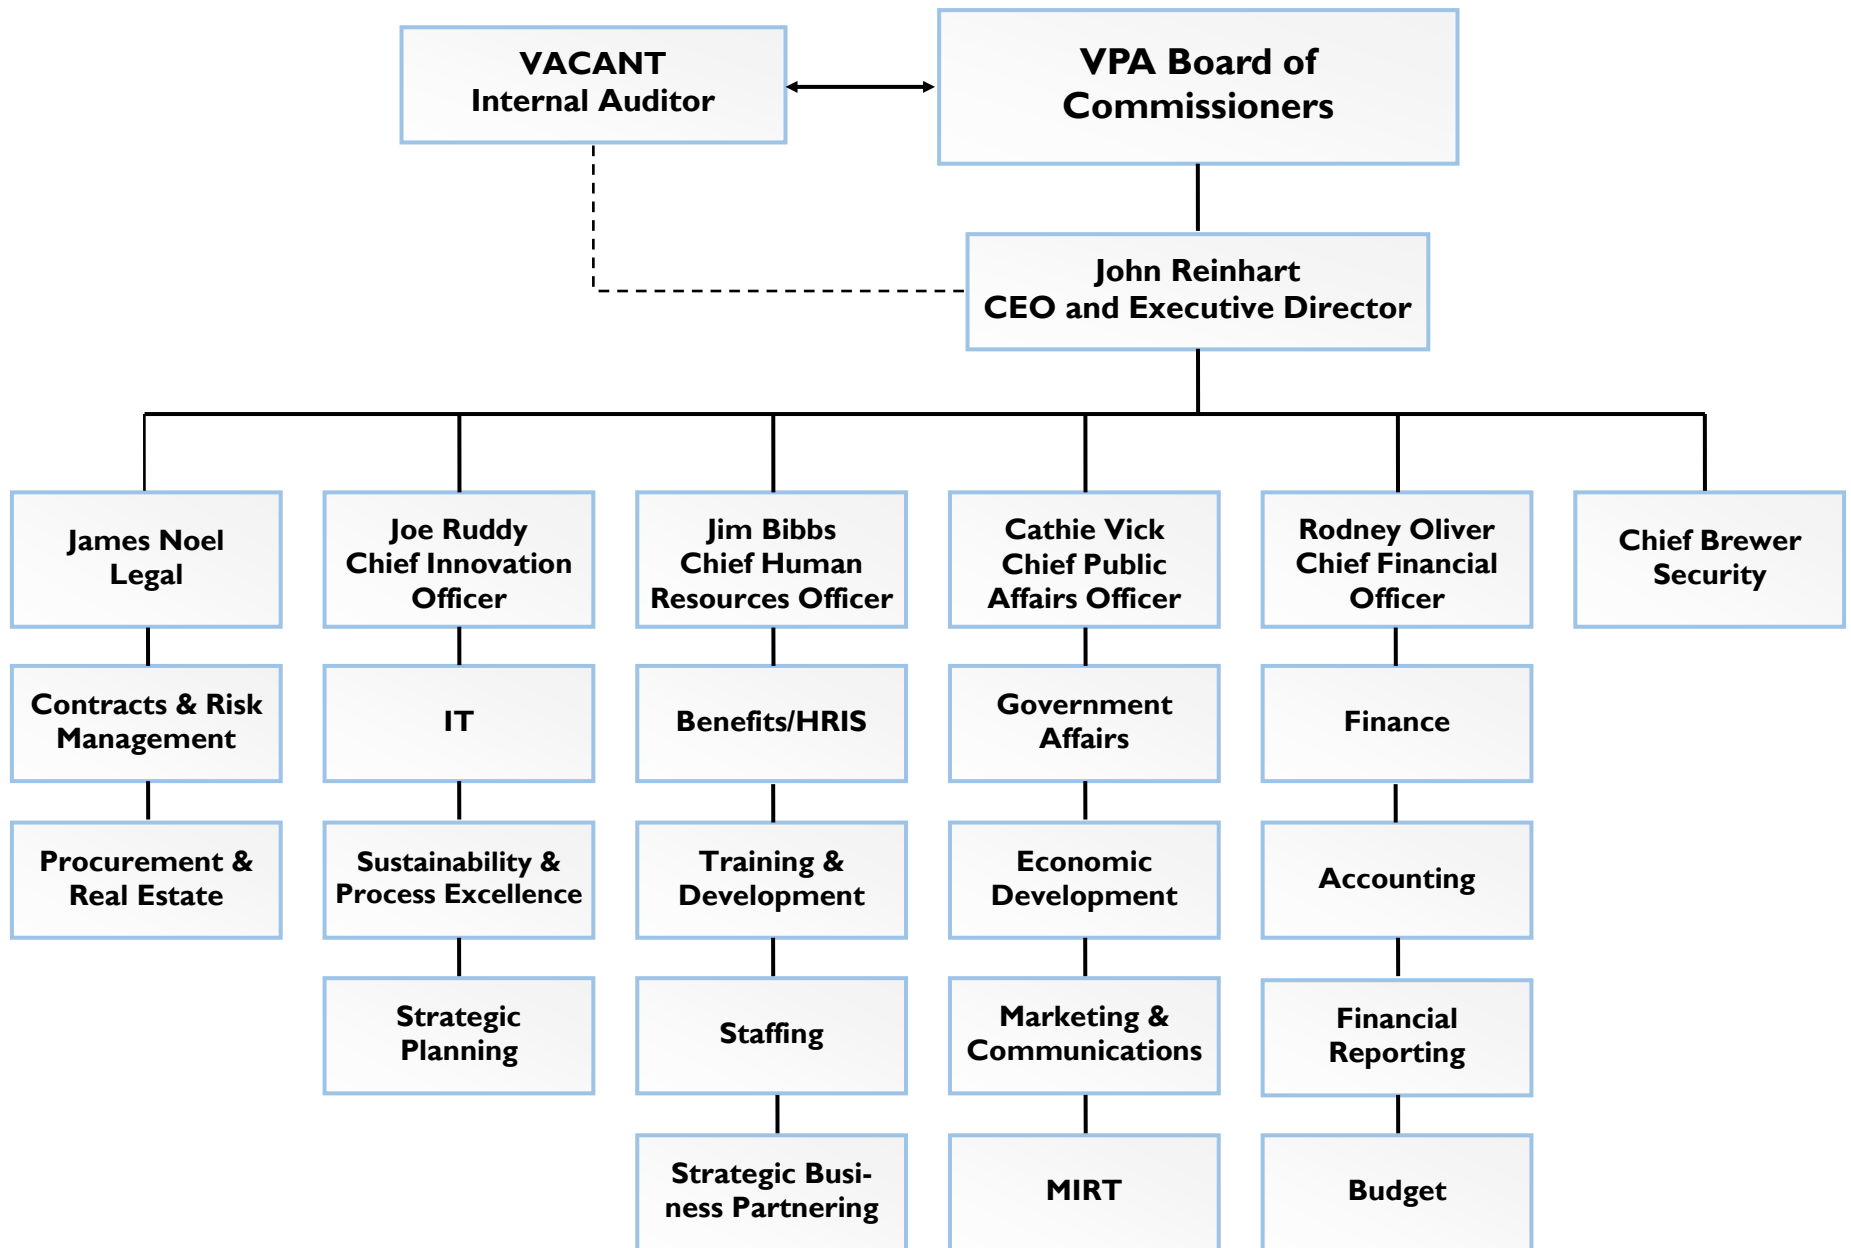 VACANT
Internal Auditor
VPA Board of
Commissioners
John Reinhart
CEO and Executive Director
James Noel
Legal
Joe Ruddy
Chief Innovation
Officer
Jim Bibbs
Chief Human
Resources Officer
Cathie Vick
Chief Public
Affairs Officer
Rodney Oliver
Chief Financial
Officer
Chief Brewer
Security
Contracts & Risk
Management
IT
Benefits/HRIS
Government
Affairs
Finance
Procurement &
Real Estate
Sustainability &
Process Excellence
Training &
Development
Economic
Development
Accounting
Strategic
Planning
Staffing
Marketing &
Communications
Financial
Reporting
Strategic Busi-
ness Partnering
MIRT
Budget